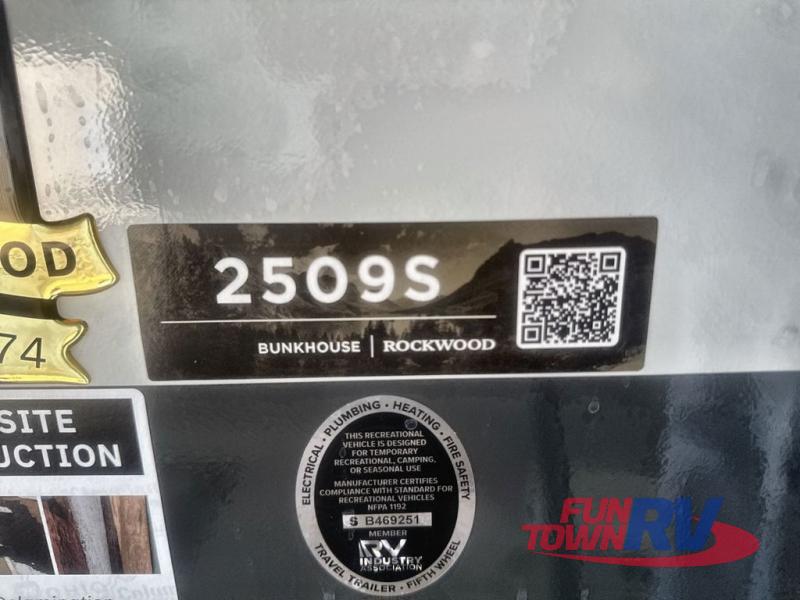 OOD
74
2509S
BUNKHOUSE | ROCKWOOD
SITE
UCTION
ELECTRICAL • PLUMBING • HEATING • FIRE SAFETY
THIS RECREATIONAL
VEHICLE IS DESIGNED
FOR TEMPORARY
RECREATIONAL, CAMPING,
OR SEASONAL USE
MANUFACTURER CERTIFIES
COMPLIANCE WITH STANDARD FOR
RECREATIONAL VEHICLES
NFPA 1192
S B469251
MEMBER
RV
INDUSTRY
ASSOCIATION
TRAVEL TRAILER • FIFTH WHEEL
FUN
TOWN RV